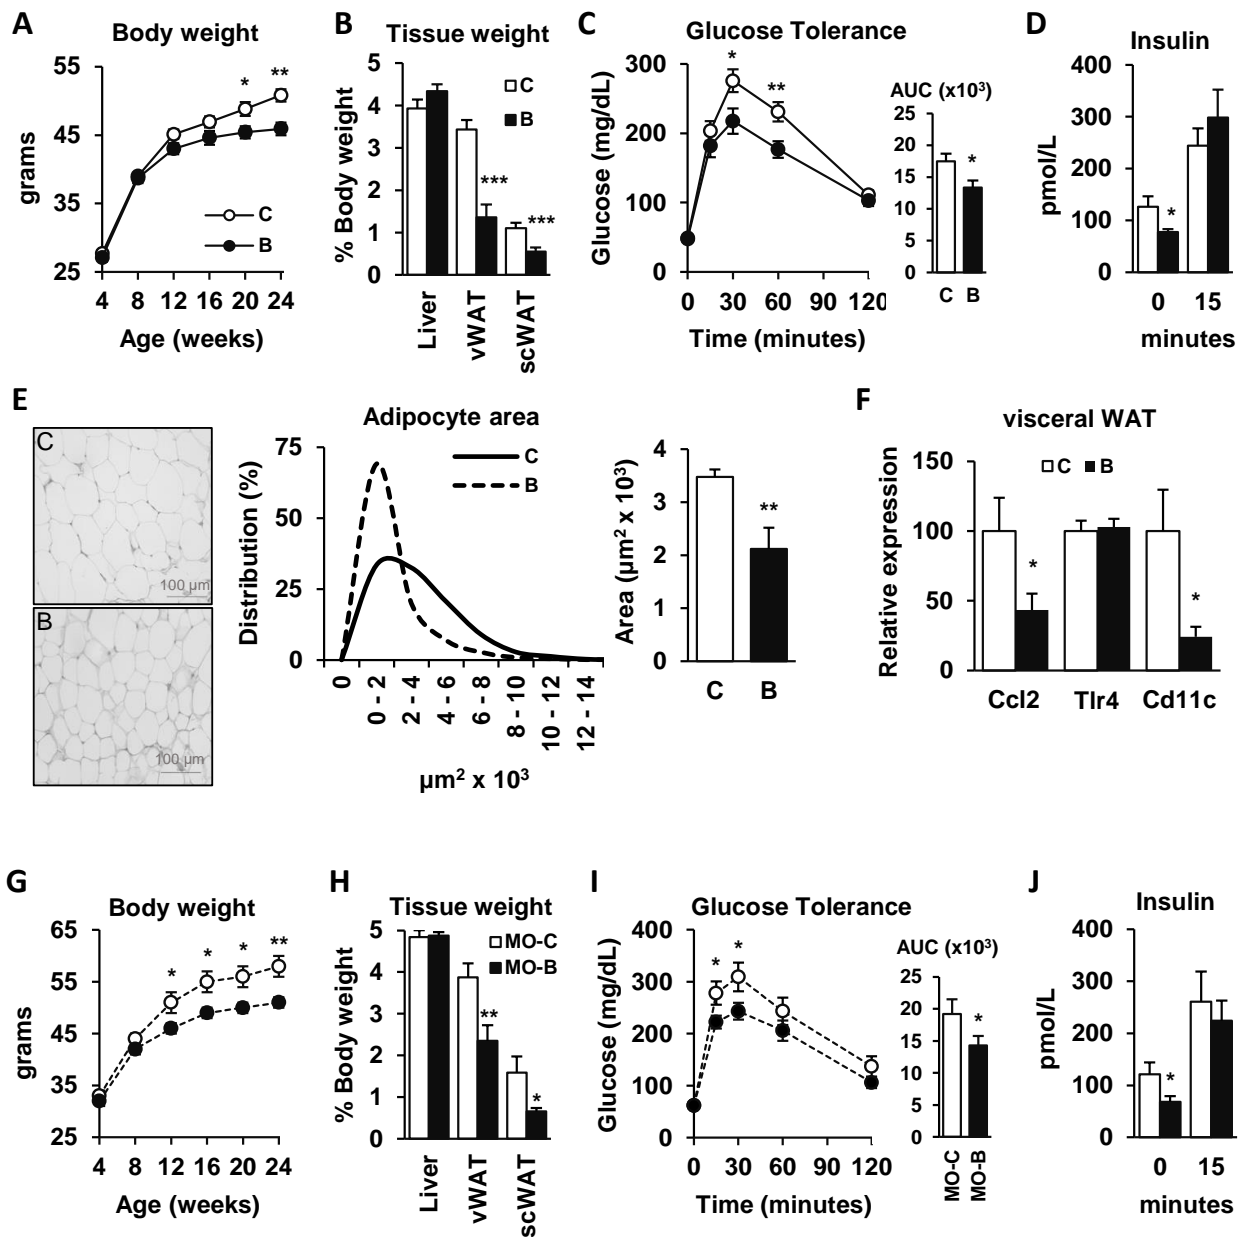 A
Body weight
55
45
35
25
grams
* **
C
B
4 8 12 16 20 24
Age (weeks)
B
Tissue weight
5
4
3
2
1
0
% Body weight
C
B
***
***
Liver
vWAT
scWAT
C
Glucose Tolerance
300
200
100
0
Glucose (mg/dL)
*
**
0 30 60 90 120
Time (minutes)
AUC (x10³)
25
20
15
10
5
0
*
C B
D
Insulin
400
300
200
100
0
pmol/L
*
0 15
minutes
E
C
100 µm
B
100 µm
Adipocyte area
75
50
25
0
Distribution (%)
C
B
0
0 - 2
2 - 4
4 - 6
6 - 8
8 - 10
10 - 12
12 - 14
µm² x 10³
4
3
2
1
0
Area (µm² x 10³)
**
C B
F
visceral WAT
150
100
50
0
Relative expression
C B
*
*
Ccl2 Tlr4 Cd11c
G
Body weight
65
55
45
35
25
grams
* * * **
4 8 12 16 20 24
Age (weeks)
H
Tissue weight
5
4
3
2
1
0
% Body weight
MO-C
MO-B
**
*
Liver
vWAT
scWAT
I
Glucose Tolerance
400
300
200
100
0
Glucose (mg/dL)
* *
0 30 60 90 120
Time (minutes)
AUC (x10³)
25
20
15
10
5
0
*
MO-C
MO-B
J
Insulin
400
300
200
100
0
pmol/L
*
0 15
minutes